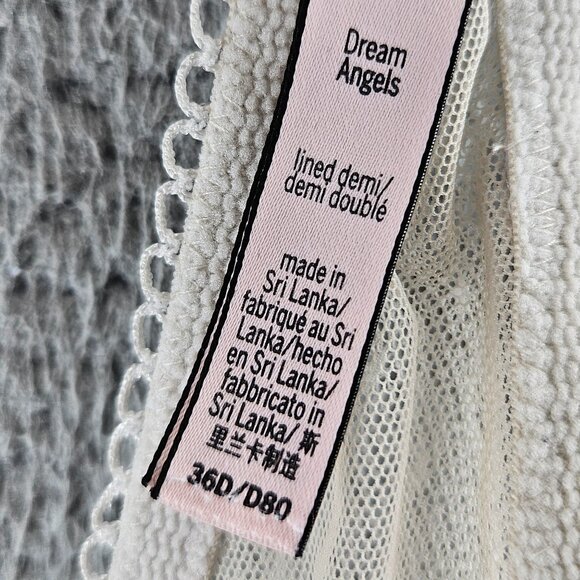 Dream
Angels
lined demi/
demi doublé
made in
Sri Lanka/
fabriqué au Sri
Lanka/hecho
en Sri Lanka/
fabbricato in
Sri Lanka/ 斯
里兰卡制造
36D/D80